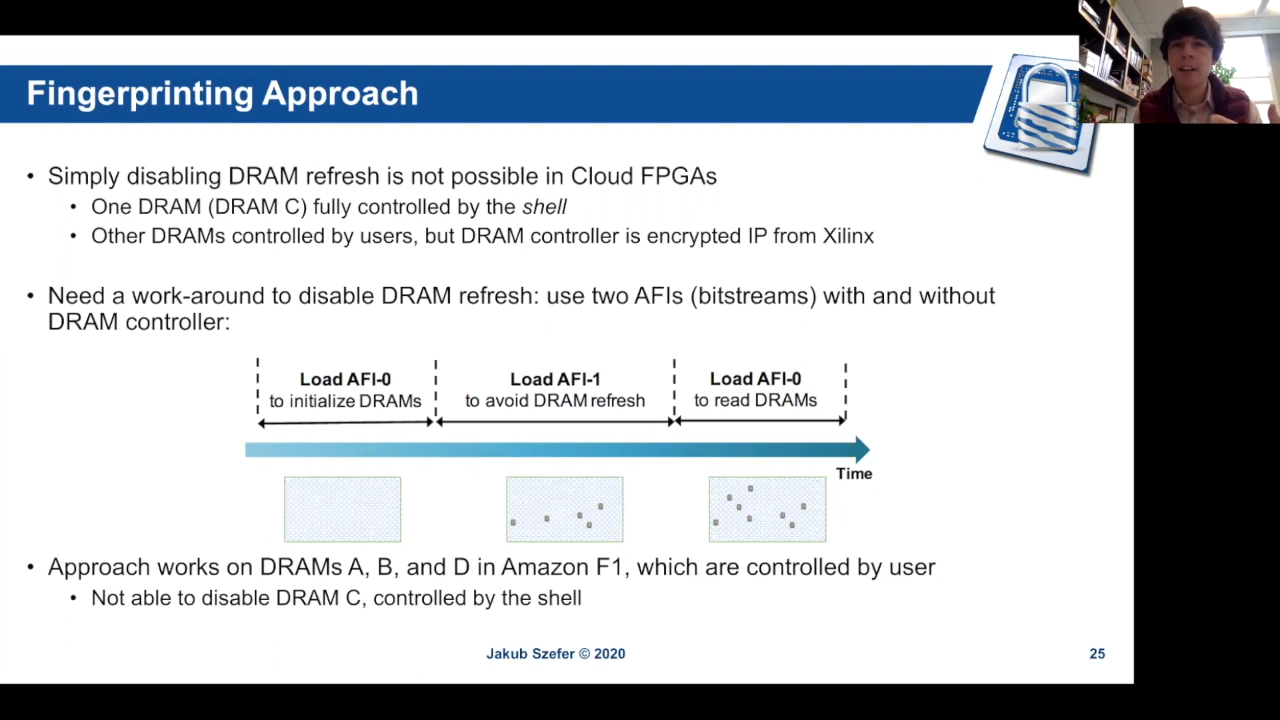 Fingerprinting Approach
• Simply disabling DRAM refresh is not possible in Cloud FPGAs
• One DRAM (DRAM C) fully controlled by the shell
• Other DRAMs controlled by users, but DRAM controller is encrypted IP from Xilinx
• Need a work-around to disable DRAM refresh: use two AFIs (bitstreams) with and without
DRAM controller:
Load AFI-0
to initialize DRAMs
Load AFI-1
to avoid DRAM refresh
Load AFI-0
to read DRAMs
Time
• Approach works on DRAMs A, B, and D in Amazon F1, which are controlled by user
• Not able to disable DRAM C, controlled by the shell
Jakub Szefer © 2020
25